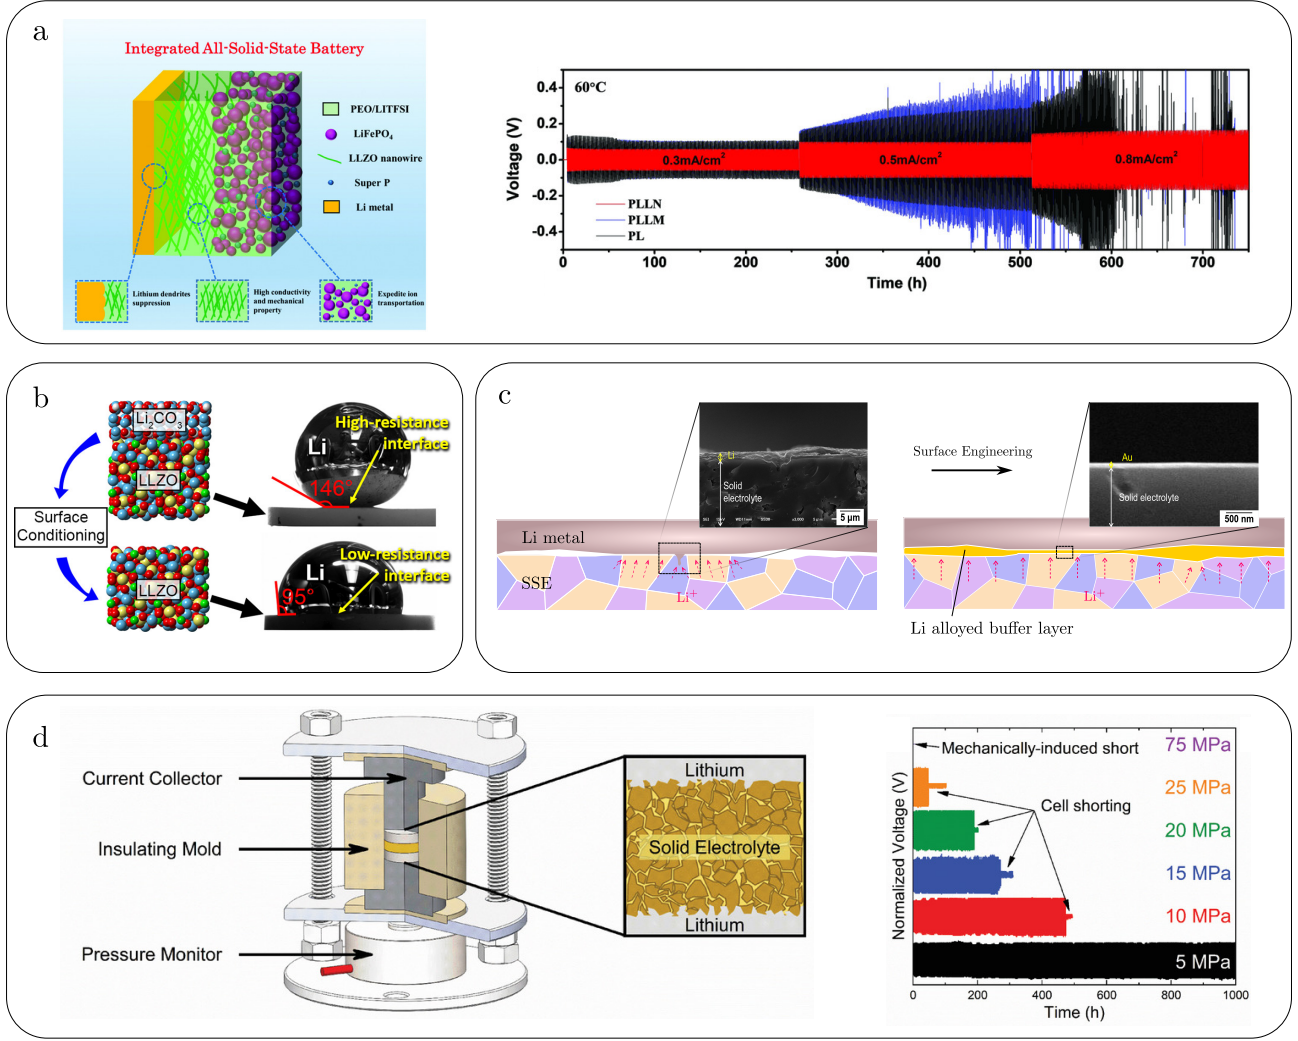 a
Integrated All-Solid-State Battery
PEO/LITFSI
LiFePO4
LLZO nanowire
Super P
Li metal
Lithium dendrites
suppression
High conductivity
and mechanical
property
Expedite ion
transportation
60°C
Voltage (V)
0.4
0.2
0.0
-0.2
-0.4
0.3mA/cm²
0.5mA/cm²
0.8mA/cm²
PLLN
PLLM
PL
0 100 200 300 400 500 600 700
Time (h)
b
Li2CO3
LLZO
Surface
Conditioning
LLZO
Li
High-resistance
interface
146°
Li
Low-resistance
interface
95°
c
Li
Solid
electrolyte
5 µm
Li metal
SSE
Li+
Surface Engineering
Au
Solid electrolyte
500 nm
Li+
Li alloyed buffer layer
d
Current Collector
Insulating Mold
Pressure Monitor
Lithium
Solid Electrolyte
Lithium
Normalized Voltage (V)
Mechanically-induced short
75 MPa
25 MPa
Cell shorting
20 MPa
15 MPa
10 MPa
5 MPa
0 200 400 600 800 1000
Time (h)